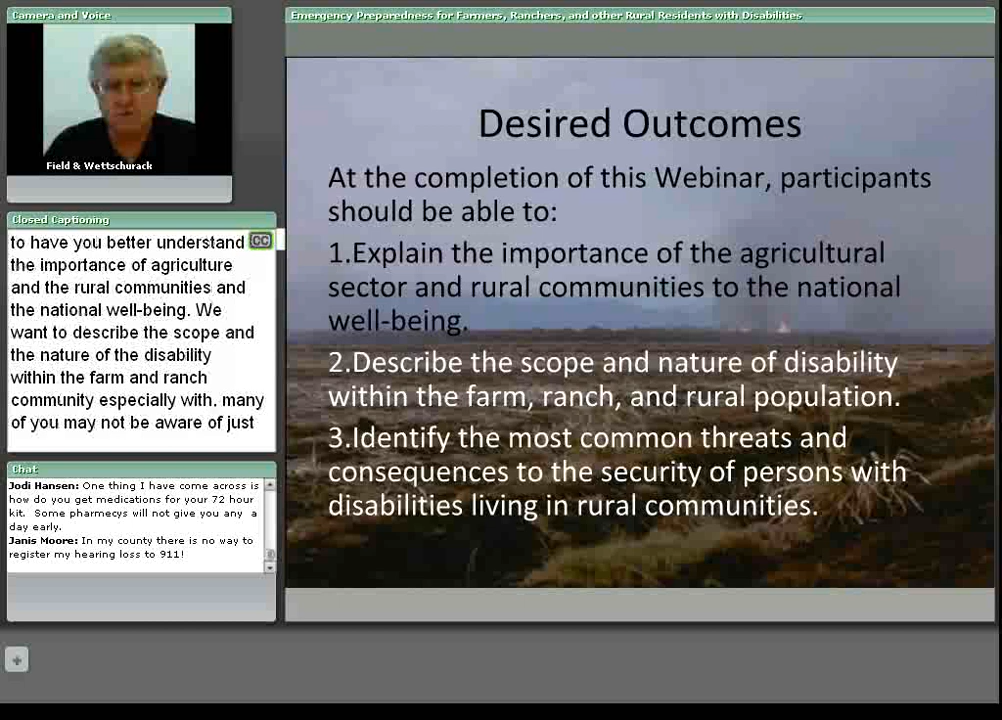 Camera and Voice
Field & Wettschurack
Closed Captioning
to have you better understand
CC
the importance of agriculture
and the rural communities and
the national well-being. We
want to describe the scope and
the nature of the disability
within the farm and ranch
community especially with, many
of you may not be aware of just
Chat
Jodi Hansen: One thing I have come across is
how do you get medications for your 72 hour
kit. Some pharmecys will not give you any a
day early.
Janis Moore: In my county there is no way to
register my hearing loss to 911!
Emergency Preparedness for Farmers, Ranchers, and other Rural Residents with Disabilities
Desired Outcomes
At the completion of this Webinar, participants
should be able to:
1.Explain the importance of the agricultural
sector and rural communities to the national
well-being.
2.Describe the scope and nature of disability
within the farm, ranch, and rural population.
3.Identify the most common threats and
consequences to the security of persons with
disabilities living in rural communities.